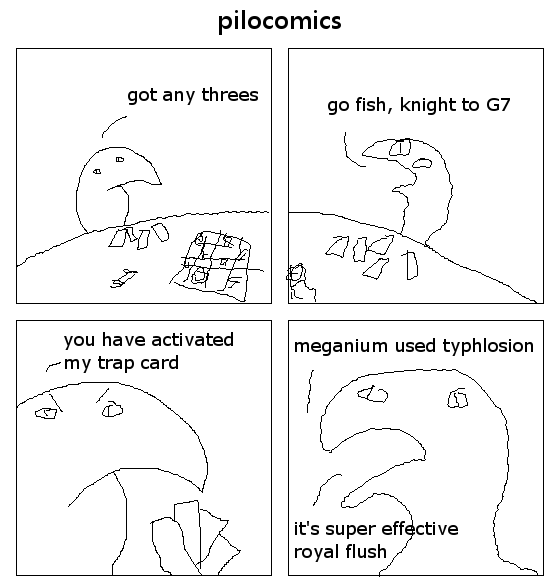 pilocomics
got any threes
go fish, knight to G7
you have activated
my trap card
meganium used typhlosion
it's super effective
royal flush